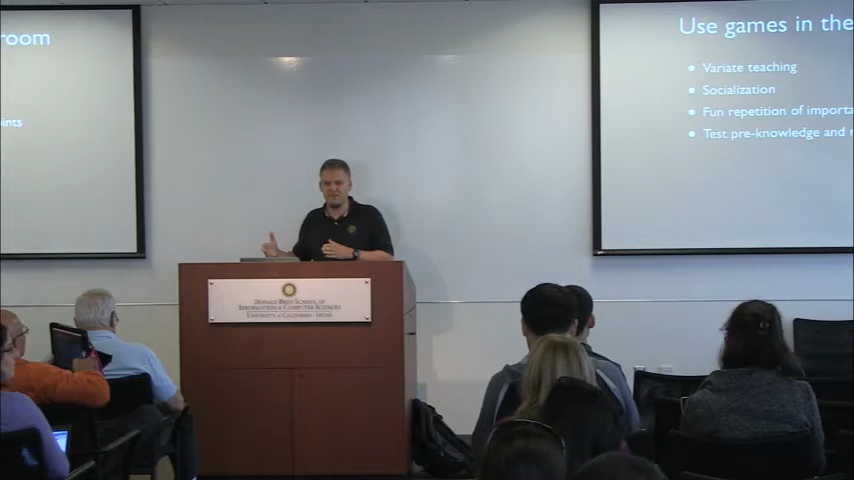 room
oints
Use games in the
Variate teaching
Socialization
Fun repetition of importa
Test pre-knowledge and
DONALD BREN SCHOOL OF
INFORMATION & COMPUTER SCIENCES
UNIVERSITY OF CALIFORNIA · IRVINE